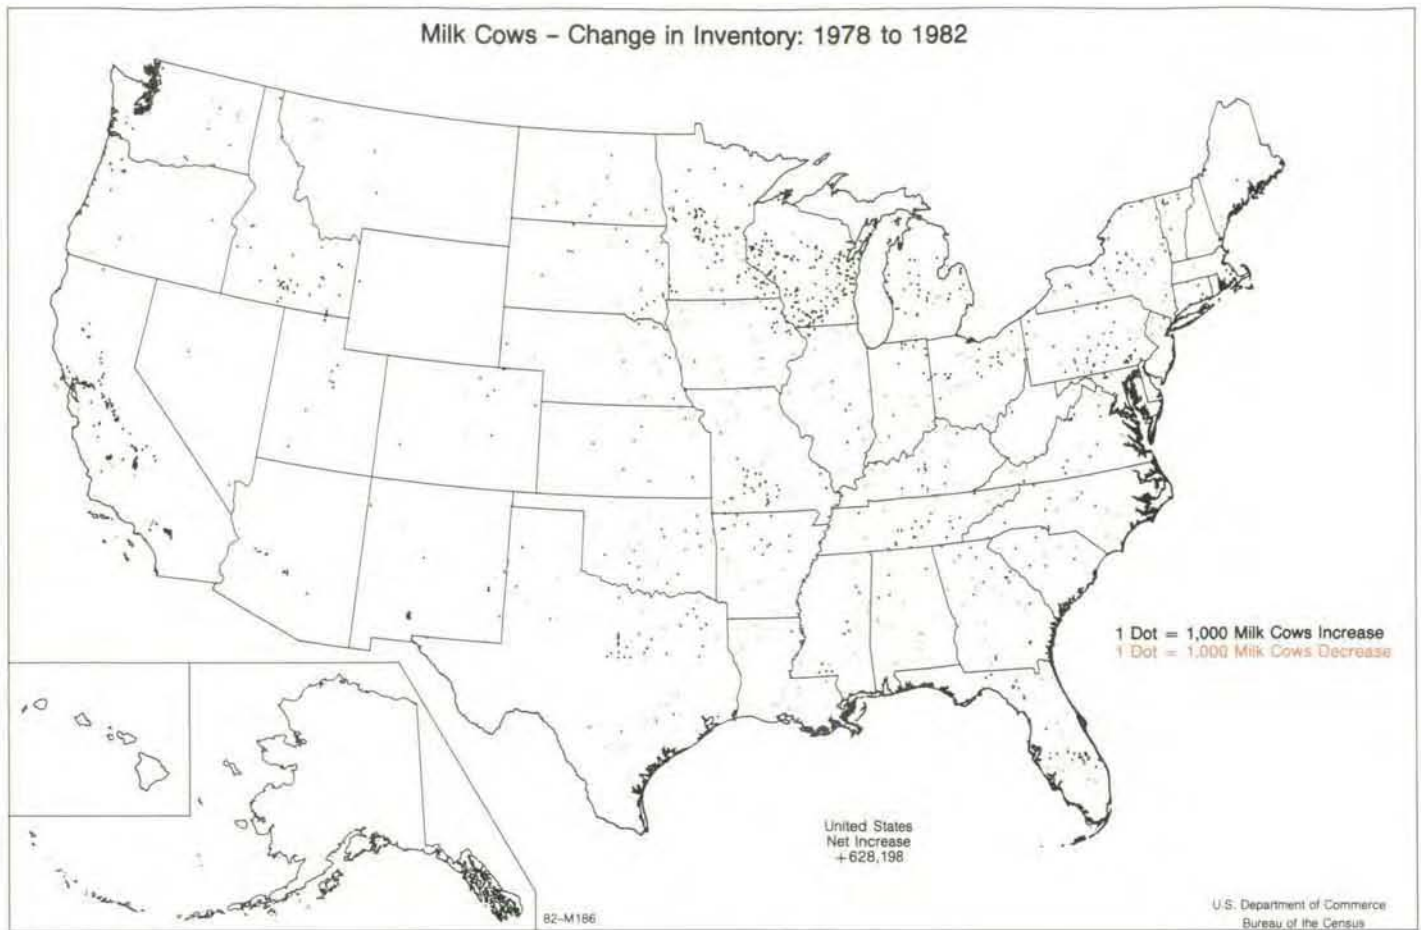 Milk Cows – Change in Inventory: 1978 to 1982
1 Dot = 1,000 Milk Cows Increase
1 Dot = 1,000 Milk Cows Decrease
United States
Net Increase
+628,198
82-M186
U.S. Department of Commerce
Bureau of the Census